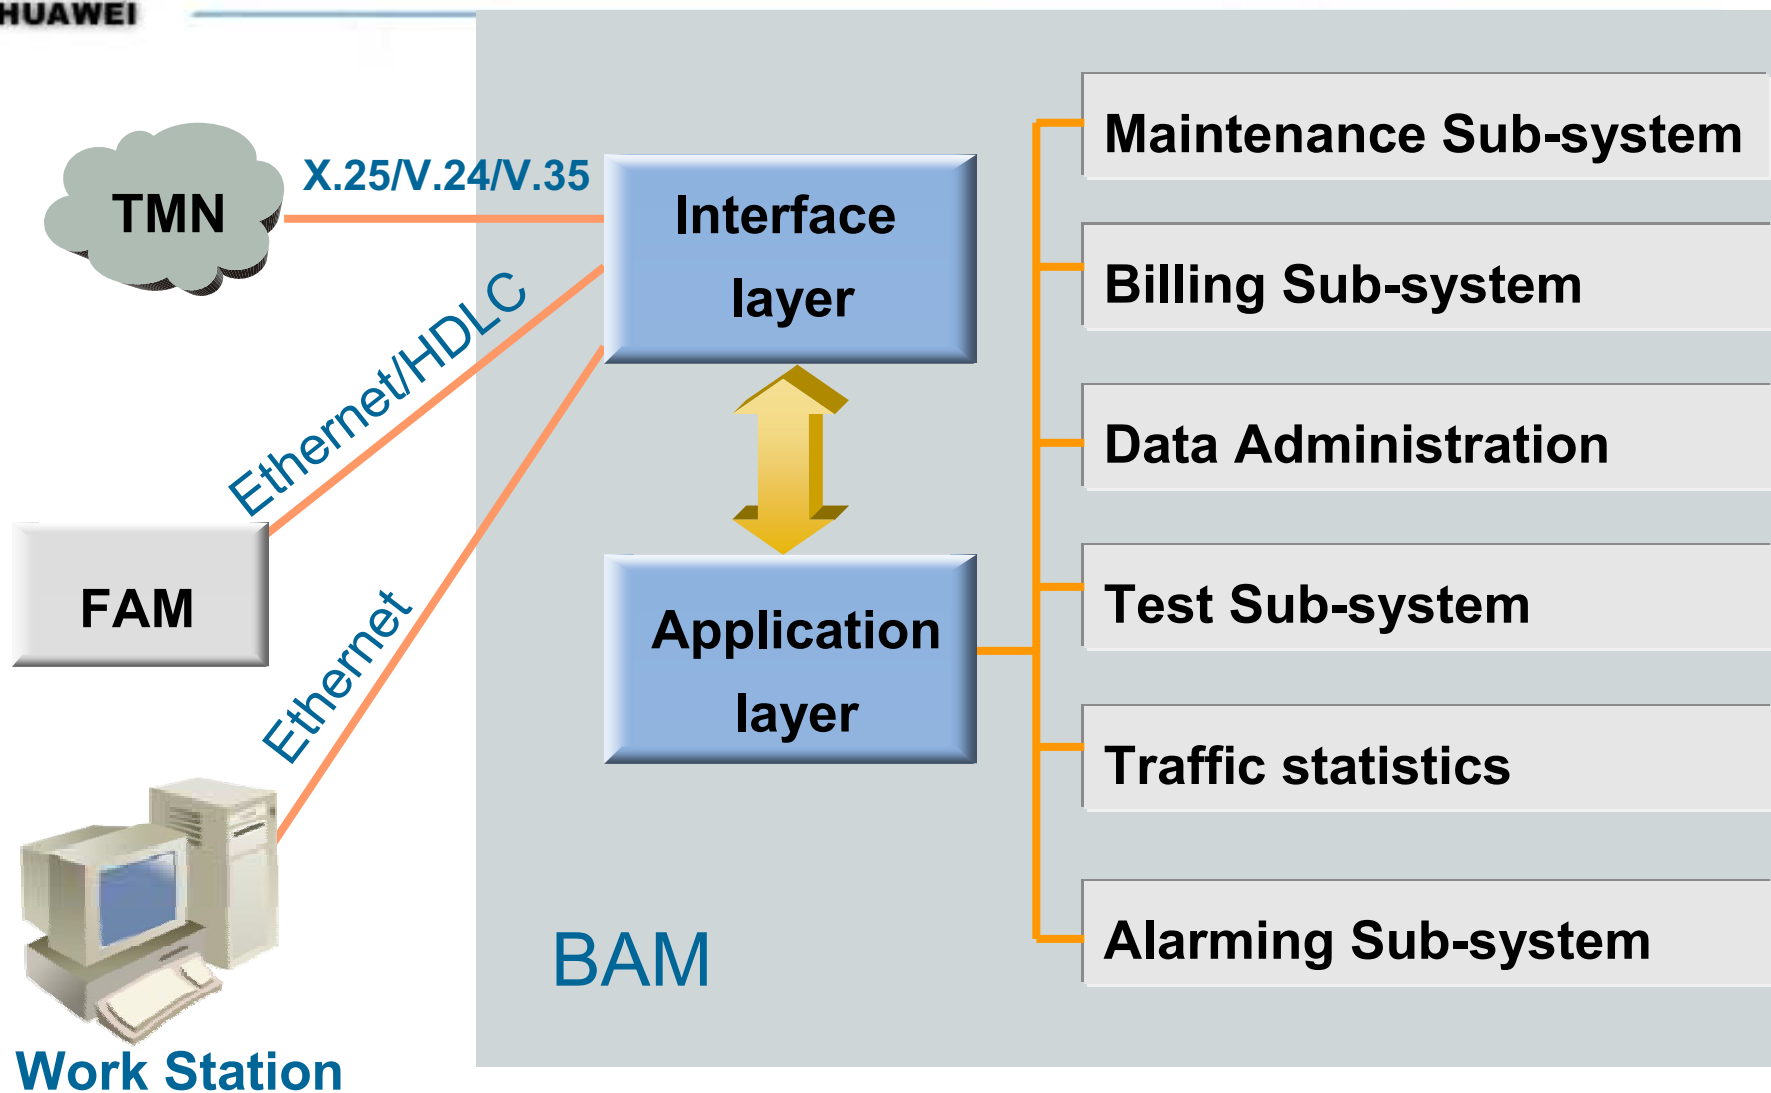 HUAWEI
TMN
X.25/V.24/V.35
Interface
layer
Ethernet/HDLC
FAM
Ethernet
Application
layer
Work Station
BAM
Maintenance Sub-system
Billing Sub-system
Data Administration
Test Sub-system
Traffic statistics
Alarming Sub-system